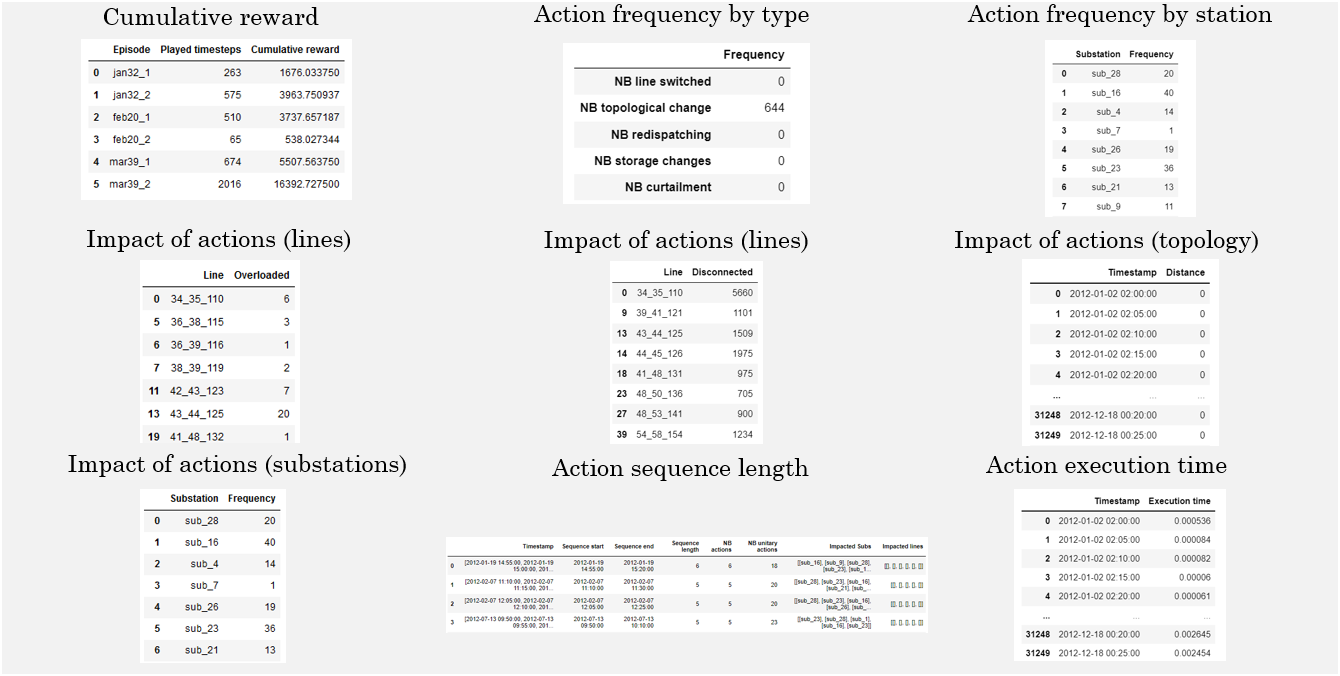 Cumulative reward
Episode Played timesteps Cumulative reward
0 jan32_1 263 1676.033750
1 jan32_2 575 3963.750937
2 feb20_1 510 3737.657187
3 feb20_2 65 538.027344
4 mar39_1 674 5507.563750
5 mar39_2 2016 16392.727500
Action frequency by type
Frequency
NB line switched 0
NB topological change 644
NB redispatching 0
NB storage changes 0
NB curtailment 0
Action frequency by station
Substation Frequency
0 sub_28 20
1 sub_16 40
2 sub_4 14
3 sub_7 1
4 sub_26 19
5 sub_23 36
6 sub_21 13
7 sub_9 11
Impact of actions (lines)
Line Overloaded
0 34_35_110 6
5 36_38_115 3
6 36_39_116 1
7 38_39_119 2
11 42_43_123 7
13 43_44_125 20
19 41_48_132 1
Impact of actions (lines)
Line Disconnected
0 34_35_110 5660
9 39_41_121 1101
13 43_44_125 1509
14 44_45_126 1975
18 41_48_131 975
23 48_50_136 705
27 48_53_141 900
39 54_58_154 1234
Impact of actions (topology)
Timestamp Distance
0 2012-01-02 02:00:00 0
1 2012-01-02 02:05:00 0
2 2012-01-02 02:10:00 0
3 2012-01-02 02:15:00 0
4 2012-01-02 02:20:00 0
... ... ...
31248 2012-12-18 00:20:00 0
31249 2012-12-18 00:25:00 0
Impact of actions (substations)
Substation Frequency
0 sub_28 20
1 sub_16 40
2 sub_4 14
3 sub_7 1
4 sub_26 19
5 sub_23 36
6 sub_21 13
Action sequence length
Timestamp Sequence start Sequence end Sequence length NB actions NB unitary actions Impacted Subs Impacted lines
0 [2012-01-19 14:55:00, 2012-01-19 15:00:00, 201... 2012-01-19 14:55:00 2012-01-19 15:20:00 6 6 18 [[sub_16], [sub_9], [sub_28], [sub_23], [sub_1... [[], [], [], [], []]
1 [2012-02-07 11:10:00, 2012-02-07 11:15:00, 201... 2012-02-07 11:10:00 2012-02-07 11:30:00 5 5 20 [[sub_28], [sub_23], [sub_16], [sub_21], [sub_... [[], [], [], [], []]
2 [2012-02-07 12:05:00, 2012-02-07 12:10:00, 201... 2012-02-07 12:05:00 2012-02-07 12:25:00 5 5 20 [[sub_28], [sub_23], [sub_16], [sub_26], [sub_... [[], [], [], [], []]
3 [2012-07-13 09:50:00, 2012-07-13 09:55:00, 201... 2012-07-13 09:50:00 2012-07-13 10:10:00 5 5 23 [[sub_23], [sub_28], [sub_1], [sub_16], [sub_23]] [[], [], [], [], []]
Action execution time
Timestamp Execution time
0 2012-01-02 02:00:00 0.000536
1 2012-01-02 02:05:00 0.000084
2 2012-01-02 02:10:00 0.000082
3 2012-01-02 02:15:00 0.00006
4 2012-01-02 02:20:00 0.000061
... ... ...
31248 2012-12-18 00:20:00 0.002645
31249 2012-12-18 00:25:00 0.002454